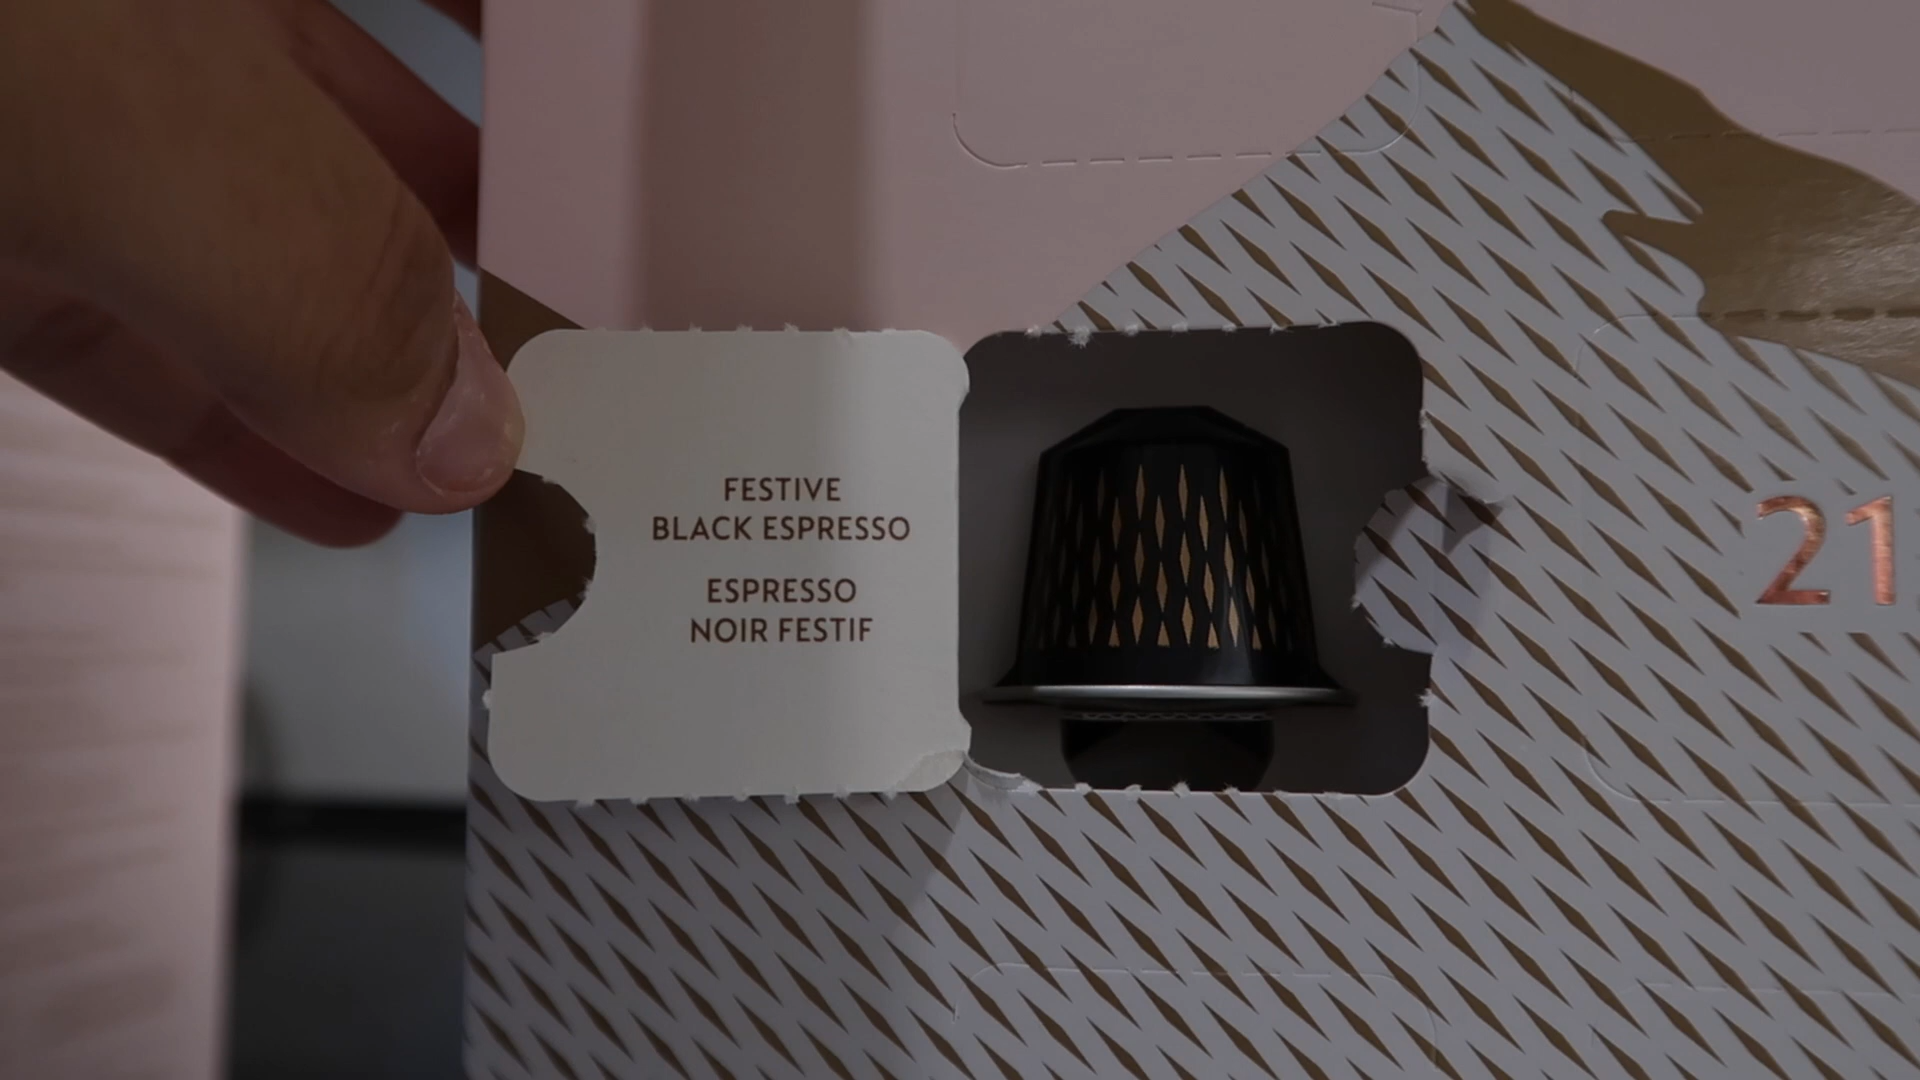 FESTIVE
BLACK ESPRESSO
ESPRESSO
NOIR FESTIF
21